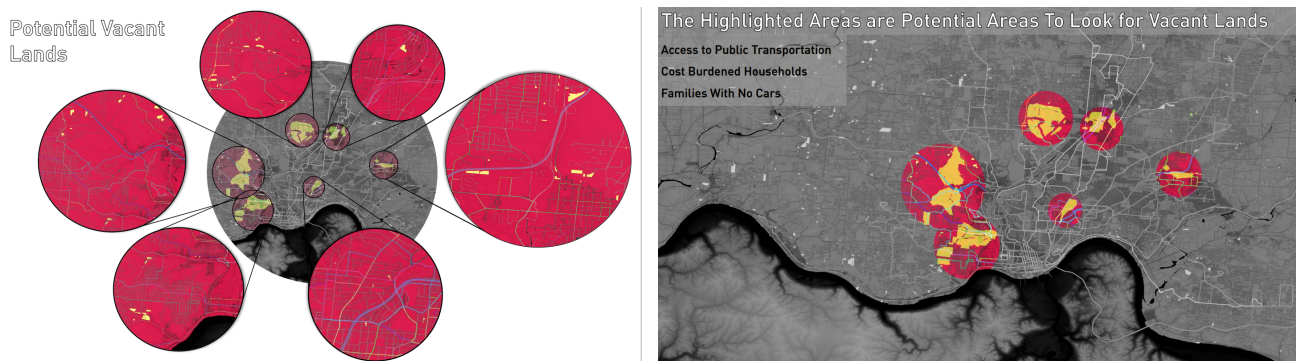 Potential Vacant
Lands
The Highlighted Areas are Potential Areas To Look for Vacant Lands
Access to Public Transportation
Cost Burdened Households
Families With No Cars